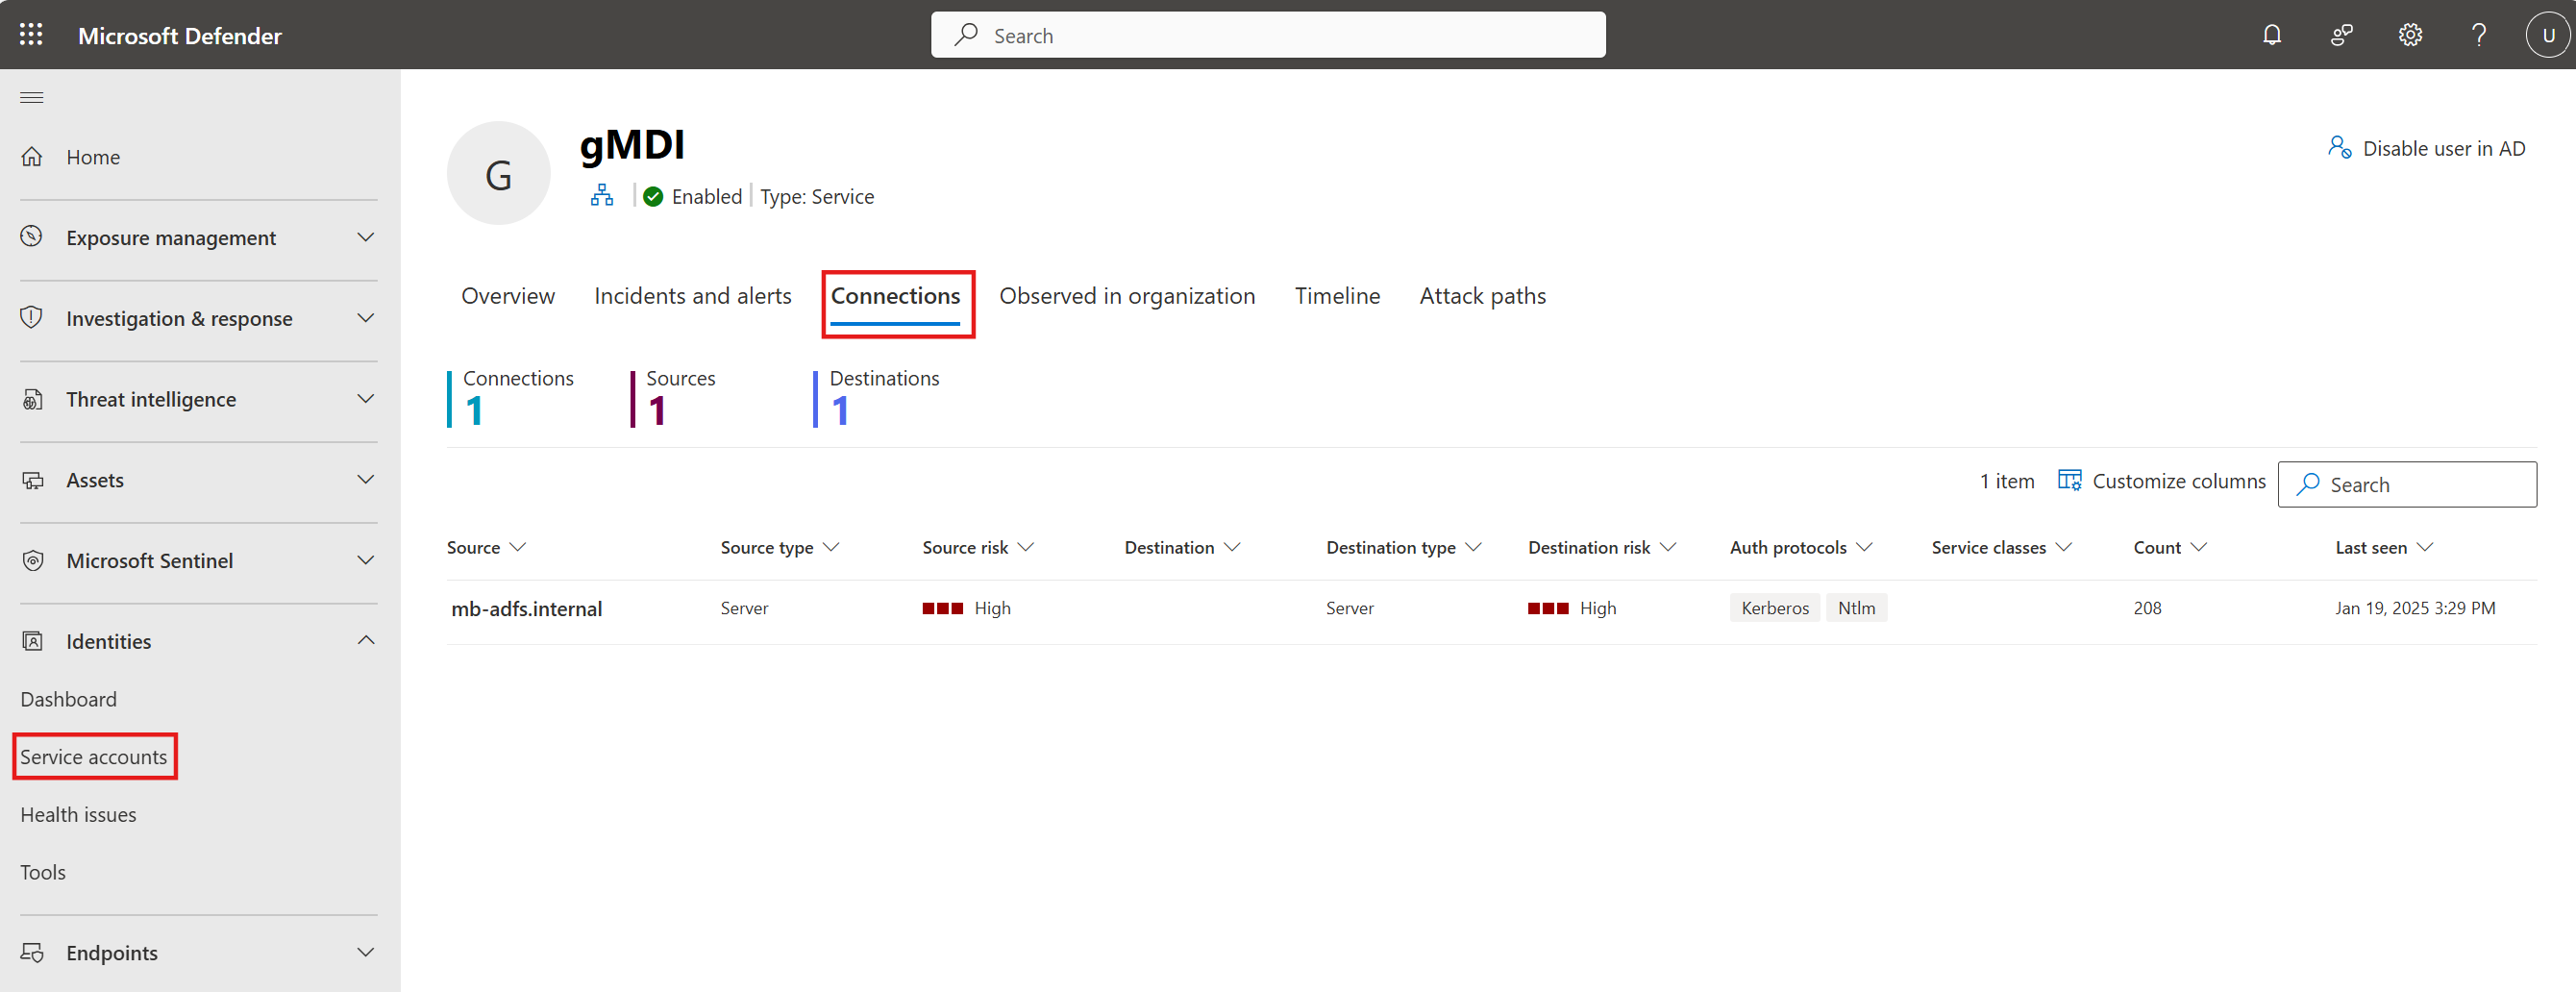 Microsoft Defender
Search
U
Home
Exposure management
Investigation & response
Threat intelligence
Assets
Microsoft Sentinel
Identities
Dashboard
Service accounts
Health issues
Tools
Endpoints
G
gMDI
Enabled Type: Service
Disable user in AD
Overview Incidents and alerts Connections Observed in organization Timeline Attack paths
Connections Sources Destinations
1 1 1
1 item Customize columns Search
Source Source type Source risk Destination Destination type Destination risk Auth protocols Service classes Count Last seen
mb-adfs.internal Server High Server High Kerberos Ntlm 208 Jan 19, 2025 3:29 PM